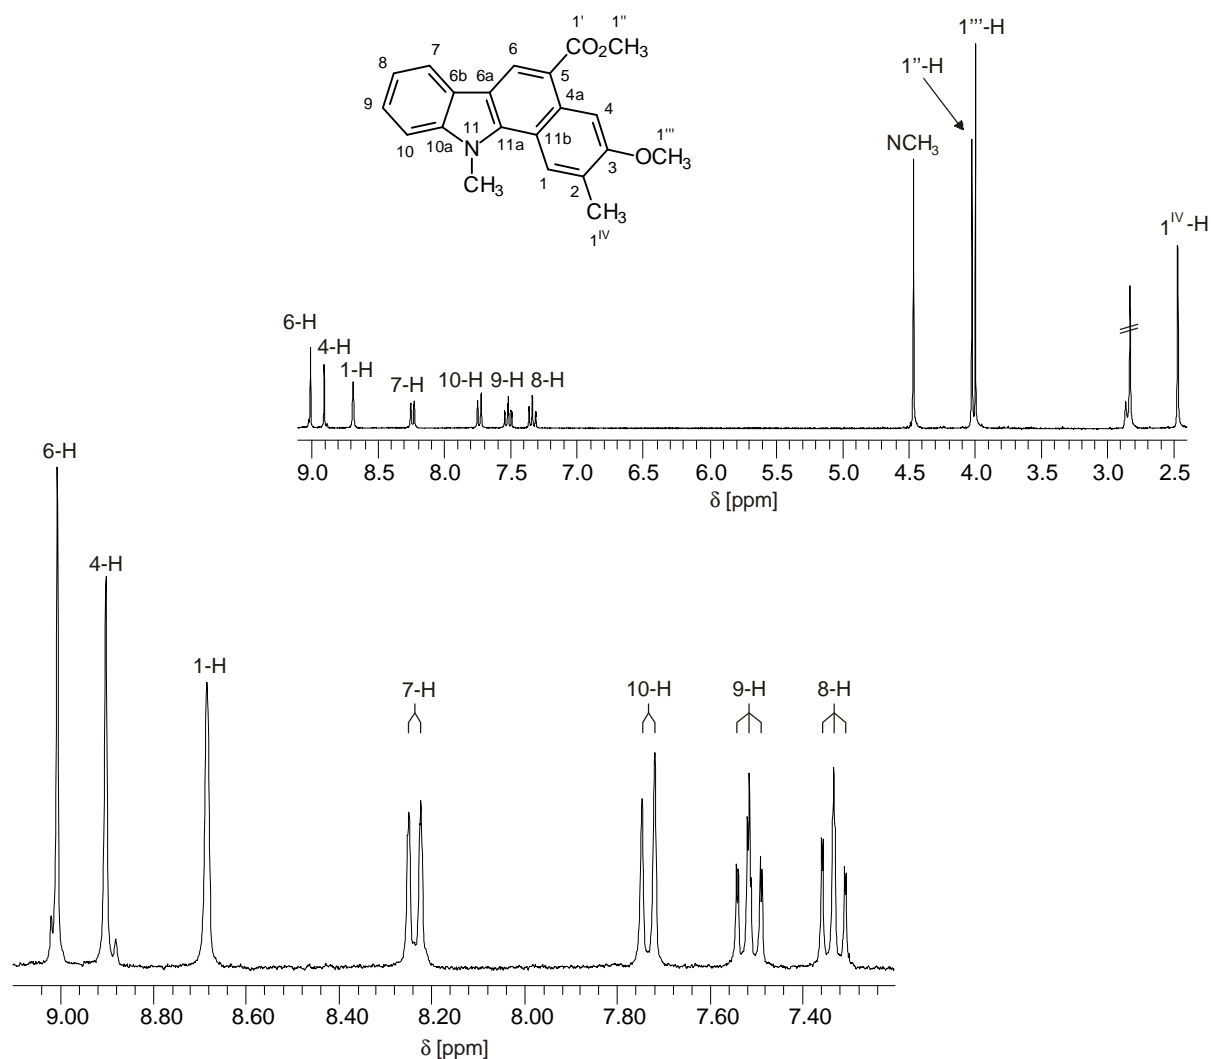 1' 1"
CO₂CH₃
7 6
8 6b 6a 5
4a
9 4
11 1'''
10 10a N 11a 11b OCH₃
3
CH₃ 1 2
CH₃
1^IV
1'''-H
1''-H
NCH₃
1^IV-H
6-H
4-H
1-H
7-H 10-H 9-H 8-H
9.0 8.5 8.0 7.5 7.0 6.5 6.0 5.5 5.0 4.5 4.0 3.5 3.0 2.5
δ [ppm]
6-H
4-H
1-H
7-H 10-H 9-H 8-H
9.00 8.80 8.60 8.40 8.20 8.00 7.80 7.60 7.40
δ [ppm]